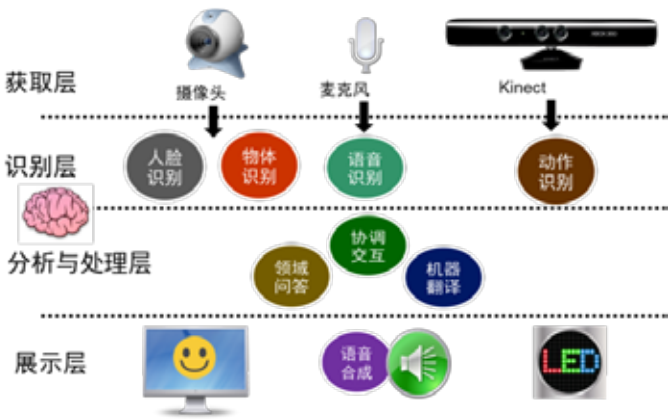 获取层
摄像头
麦克风
Kinect
XBOX 360
识别层
人脸
识别
物体
识别
语音
识别
动作
识别
分析与处理层
领域
问答
协调
交互
机器
翻译
展示层
语音
合成
LED